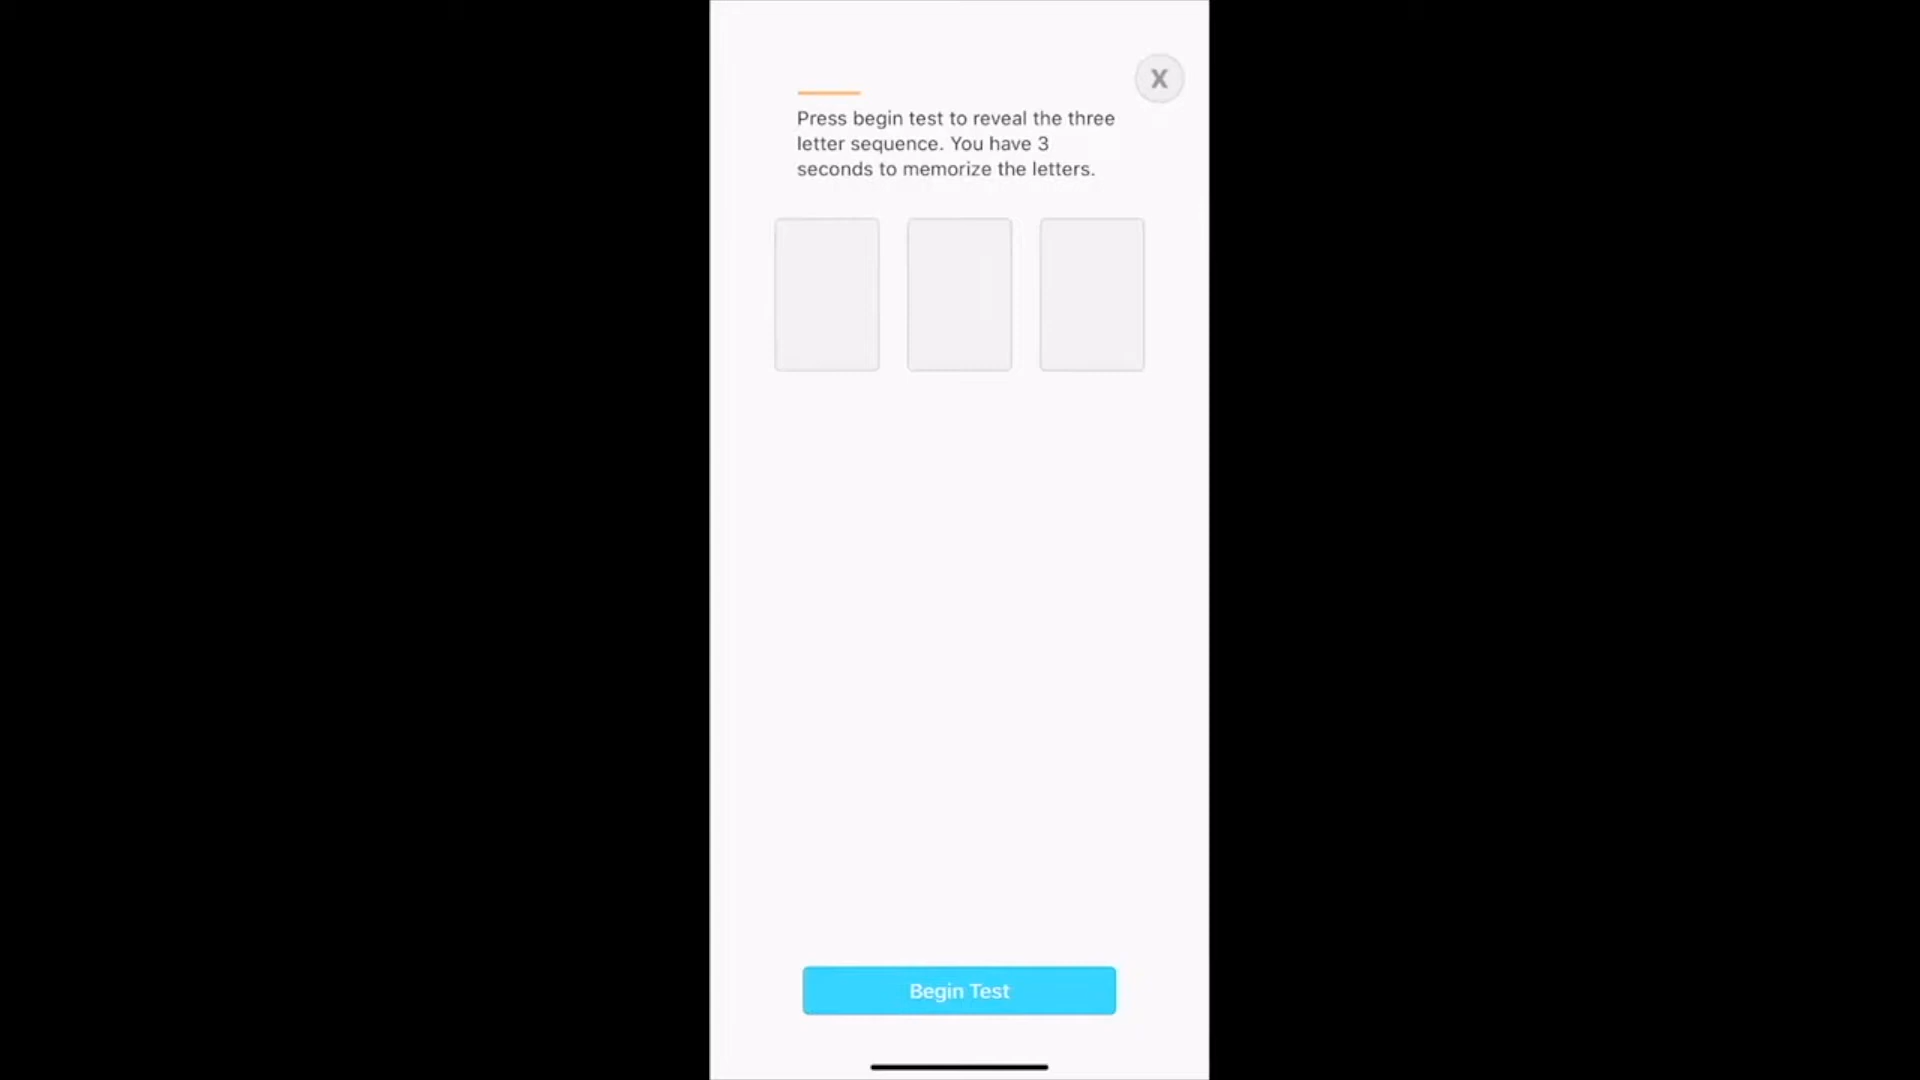 X
Press begin test to reveal the three
letter sequence. You have 3
seconds to memorize the letters.
Begin Test